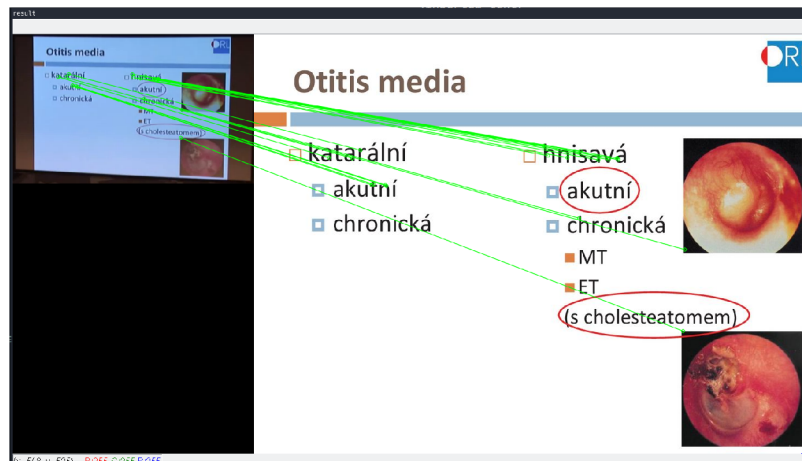 result
Otitis media
ORL
katarální
akutní
chronická
hnisavá
akutní
chronická
MT
ET
(s cholesteatomem)
Otitis media
katarální
akutní
chronická
hnisavá
akutní
chronická
MT
ET
(s cholesteatomem)